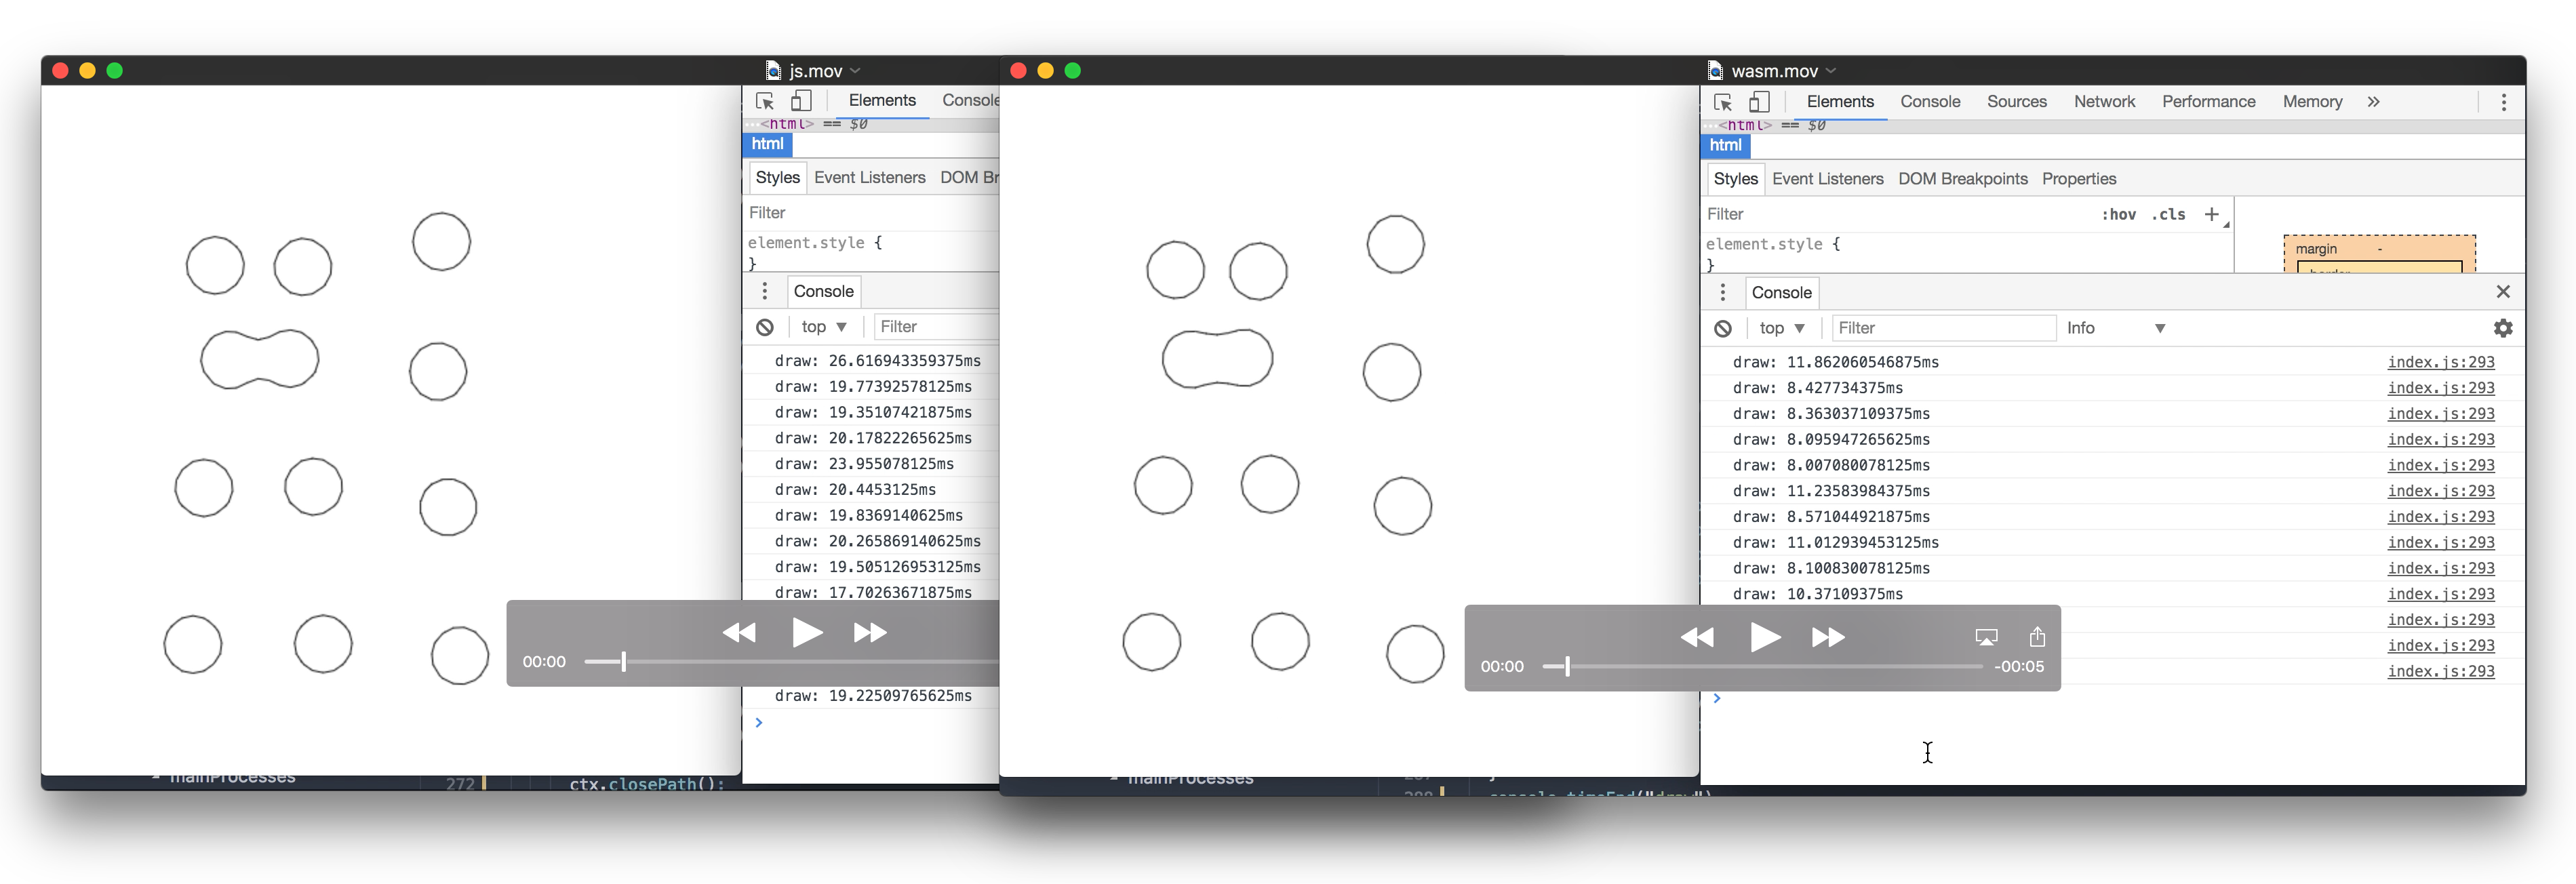 js.mov
Elements Console
<html> == $0
html
Styles Event Listeners DOM Br
Filter
element.style {
}
Console
top ▼ Filter
draw: 26.616943359375ms
draw: 19.77392578125ms
draw: 19.35107421875ms
draw: 20.17822265625ms
draw: 23.955078125ms
draw: 20.4453125ms
draw: 19.8369140625ms
draw: 20.265869140625ms
draw: 19.505126953125ms
draw: 17.70263671875ms
00:00
draw: 19.22509765625ms
>
mainProcesses
272 ctx.closePath();
wasm.mov
Elements Console Sources Network Performance Memory »
<html> == $0
html
Styles Event Listeners DOM Breakpoints Properties
Filter :hov .cls +
element.style {
}
margin -
border
Console
top ▼ Filter Info ▼
draw: 11.862060546875ms index.js:293
draw: 8.427734375ms index.js:293
draw: 8.363037109375ms index.js:293
draw: 8.095947265625ms index.js:293
draw: 8.007080078125ms index.js:293
draw: 11.23583984375ms index.js:293
draw: 8.571044921875ms index.js:293
draw: 11.012939453125ms index.js:293
draw: 8.100830078125ms index.js:293
draw: 10.37109375ms index.js:293
index.js:293
index.js:293
index.js:293
00:00 -00:05
>
mainProcesses
console.timeEnd("draw")